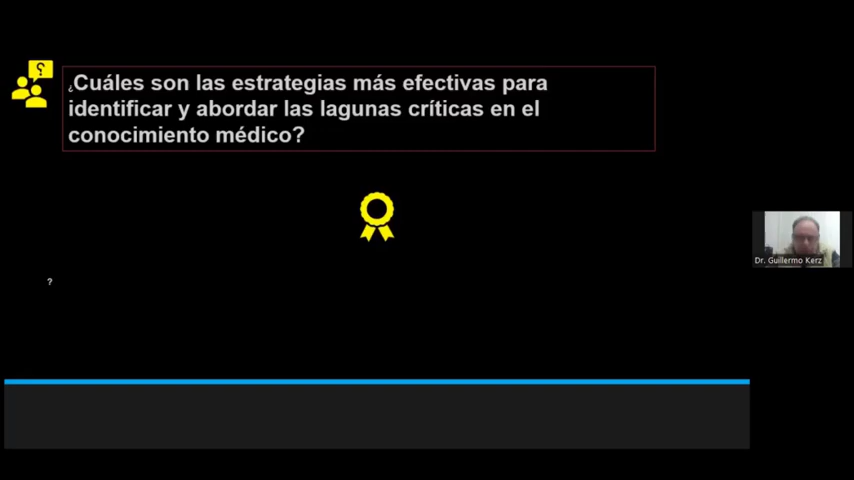 ¿Cuáles son las estrategias más efectivas para
identificar y abordar las lagunas críticas en el
conocimiento médico?
?
Dr. Guillermo Kerz